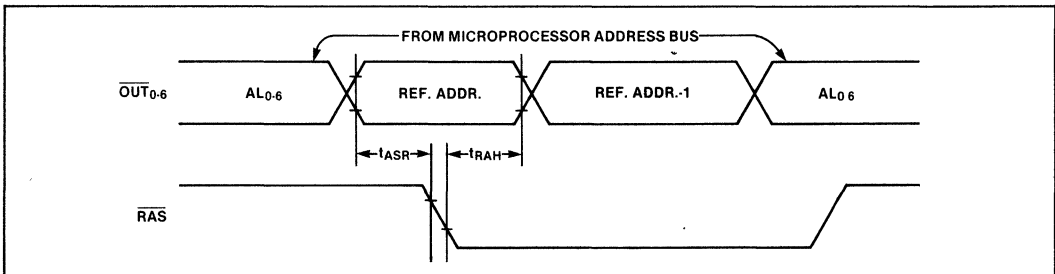 FROM MICROPROCESSOR ADDRESS BUS
OUT0-6 AL0-6 REF. ADDR. REF. ADDR.-1 AL0 6
tASR tRAH
RAS